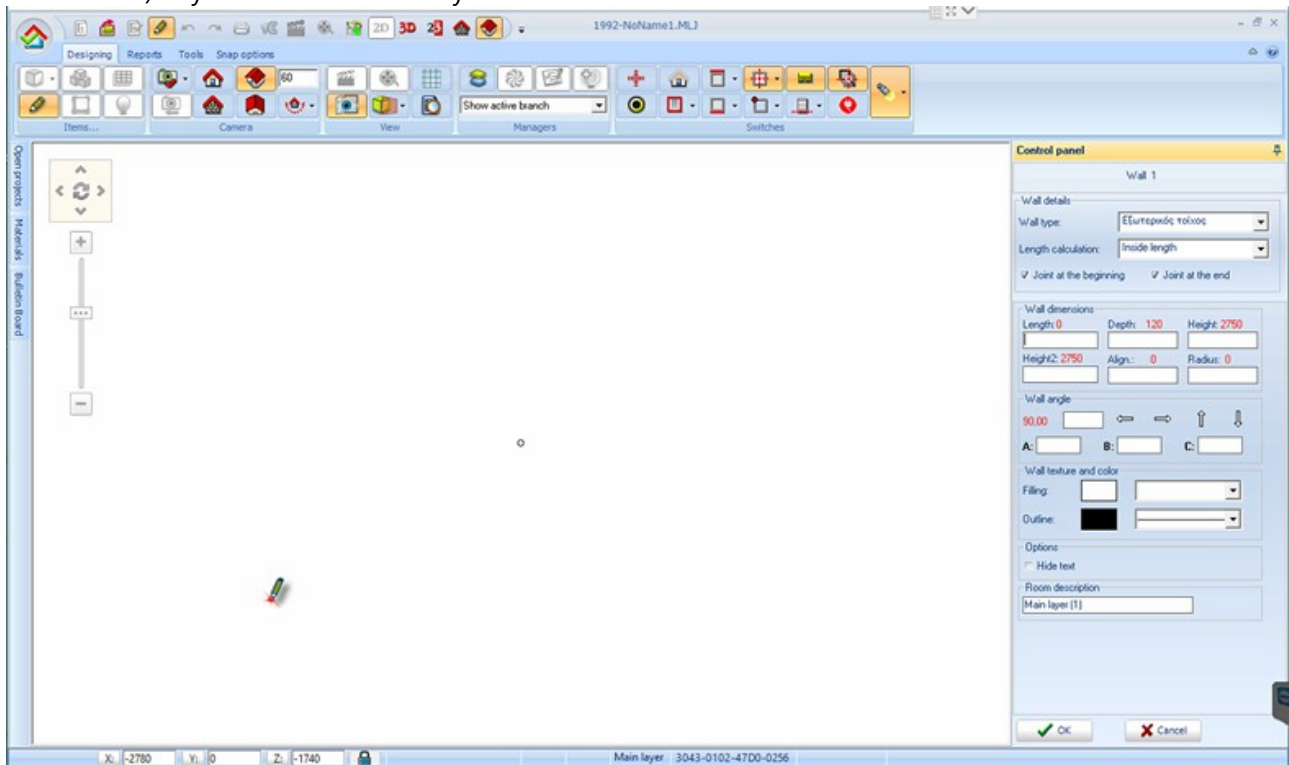 1992-NoName1.MLJ
2D 3D
Designing Reports Tools Snap options
60
Show active branch
Items... Camera View Managers Switches
Open projects
Materials
Bulletin Board
Control panel
Wall 1
Wall details
Wall type: Εξωτερικός τοίχος
Length calculation: Inside length
Joint at the beginning Joint at the end
Wall dimensions
Length: 0 Depth: 120 Height: 2750
Height2: 2750 Align.: 0 Radius: 0
Wall angle
90.00
A: B: C:
Wall texture and color
Filling:
Outline:
Options
Hide text
Room description
Main layer (1)
OK Cancel
X: -2780 Y: 0 Z: -1740 Main layer 3043-0102-47D0-0256